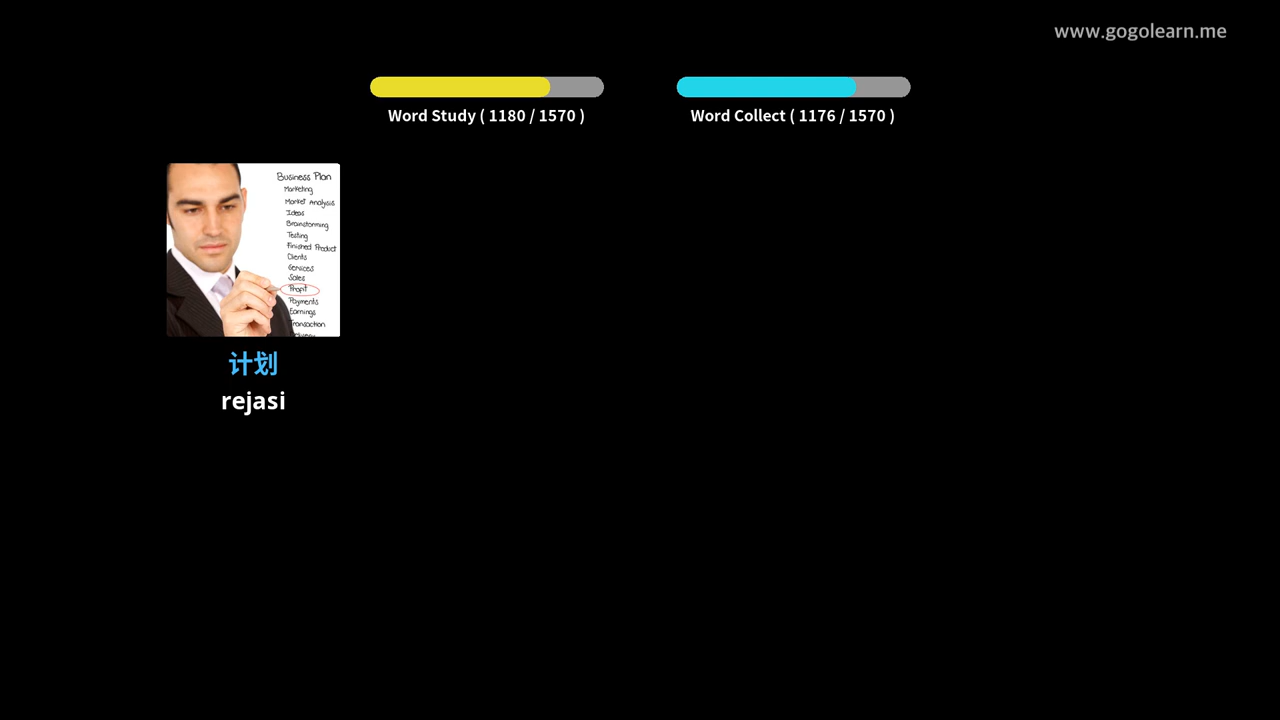 www.gogolearn.me
Word Study ( 1180 / 1570 )
Word Collect ( 1176 / 1570 )
Business Plan
Marketing
Market Analysis
Ideas
Brainstorming
Testing
Finished Product
Clients
Services
Sales
Profit
Payments
Earnings
Transaction
Delivery
计划
rejasi